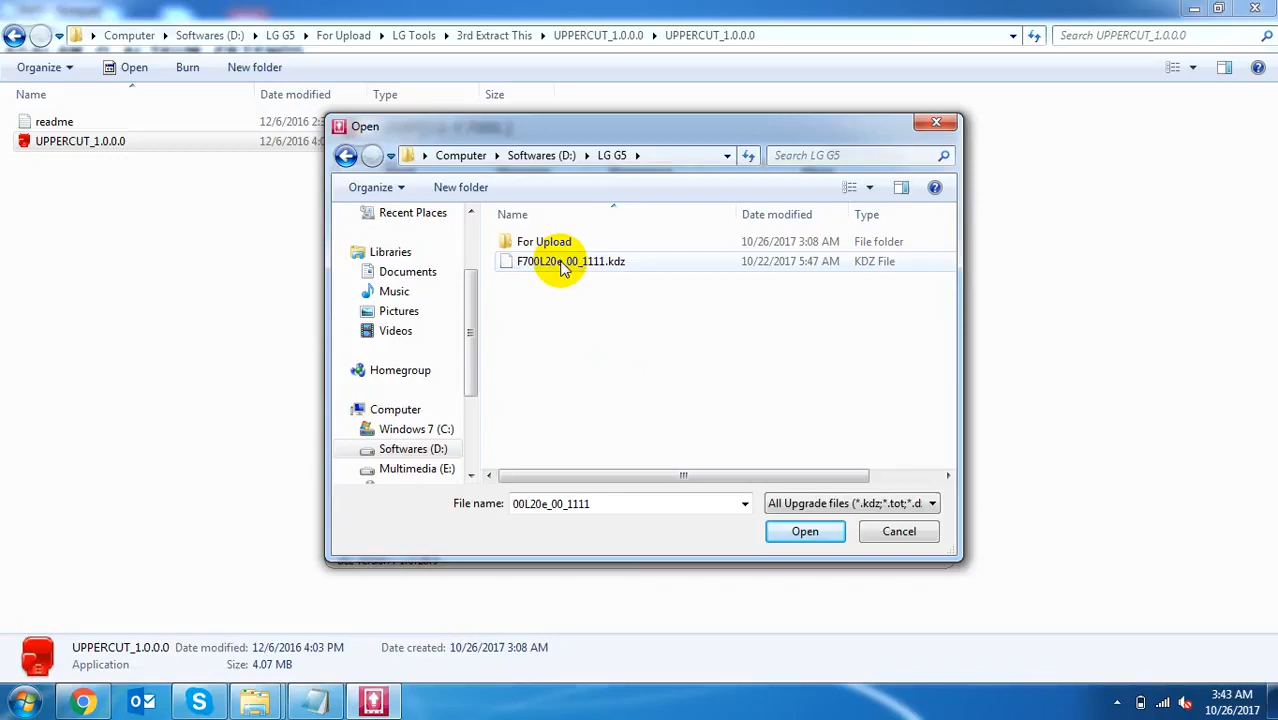 Computer Softwares (D:) LG G5 For Upload LG Tools 3rd Extract This UPPERCUT_1.0.0.0 UPPERCUT_1.0.0.0 Search UPPERCUT_1.0.0.0
Organize Open Burn New folder
Name Date modified Type Size
readme 12/6/2016 2:3
UPPERCUT_1.0.0.0 12/6/2016 4:0
Open
Computer Softwares (D:) LG G5 Search LG G5
Organize New folder
Recent Places
Libraries
Documents
Music
Pictures
Videos
Homegroup
Computer
Windows 7 (C:)
Softwares (D:)
Multimedia (E:)
Name Date modified Type
For Upload 10/26/2017 3:08 AM File folder
F700L20e_00_1111.kdz 10/22/2017 5:47 AM KDZ File
File name: 00L20e_00_1111 All Upgrade files (*.kdz;*.tot;*.d
Open Cancel
UPPERCUT_1.0.0.0 Date modified: 12/6/2016 4:03 PM Date created: 10/26/2017 3:08 AM
Application Size: 4.07 MB
3:43 AM
10/26/2017